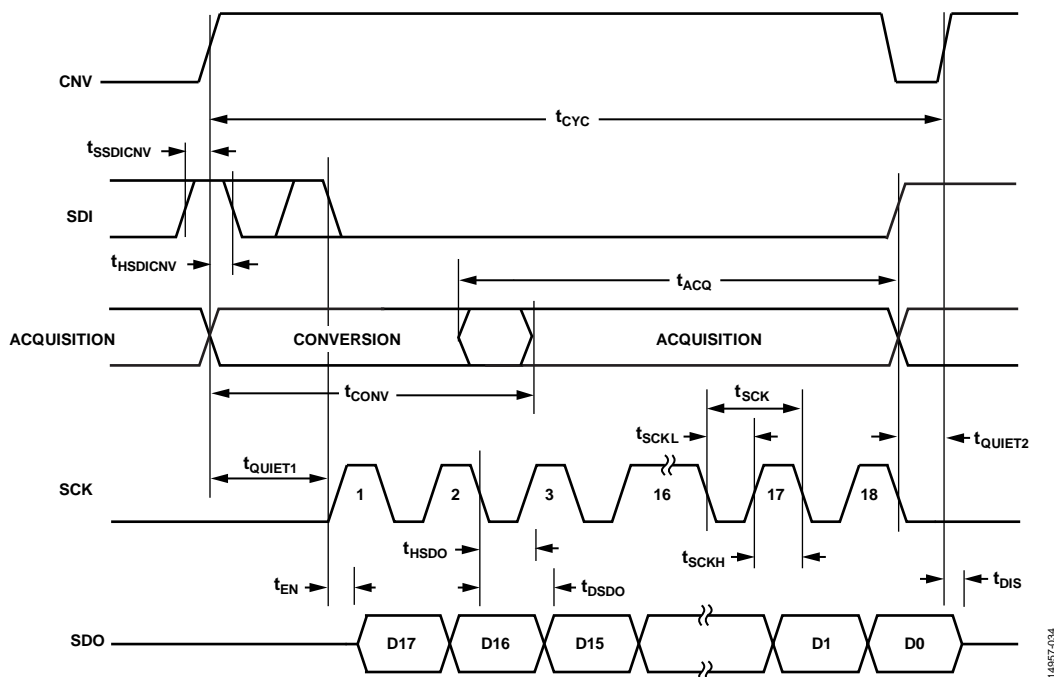 CNV
tCYC
tSSDICNV
SDI
tHSDICNV
tACQ
ACQUISITION
CONVERSION
ACQUISITION
tCONV
tSCK
tSCKL
tQUIET2
tQUIET1
SCK
1
2
3
16
17
18
tHSDO
tSCKH
tEN
tDSDO
tDIS
SDO
D17
D16
D15
D1
D0
14957-034